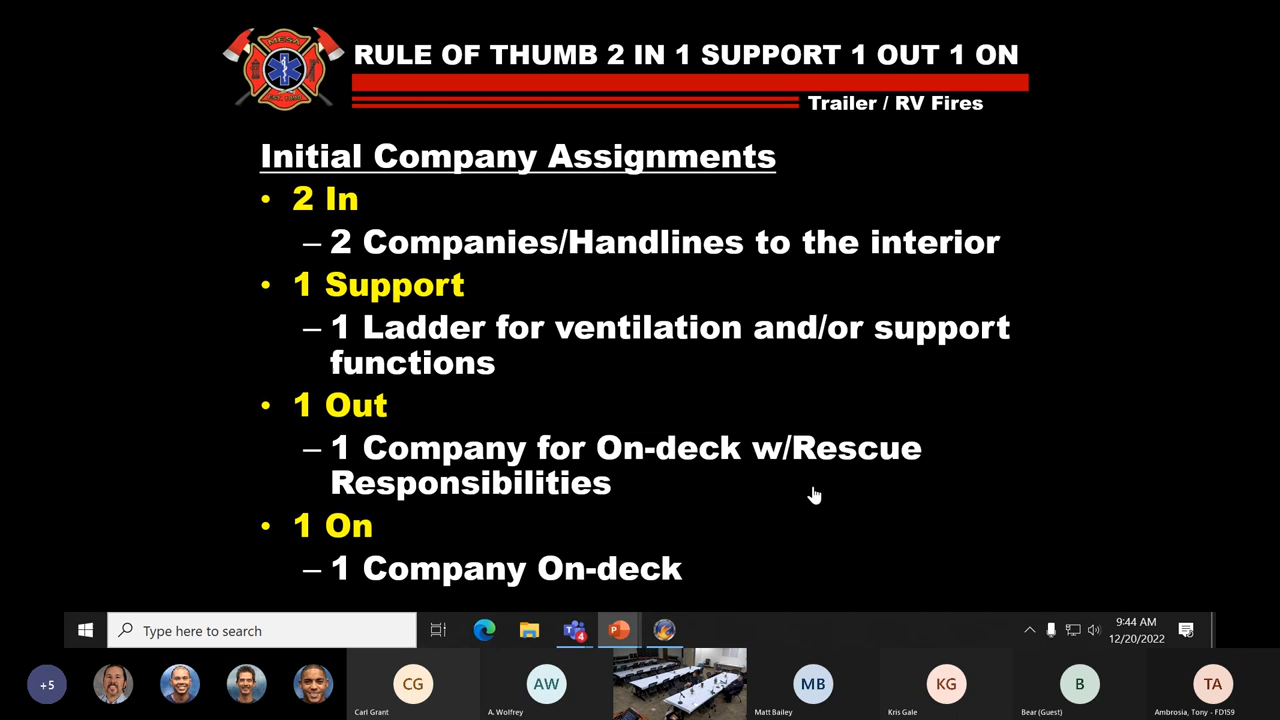 MESA
EST. 1898
RULE OF THUMB 2 IN 1 SUPPORT 1 OUT 1 ON
Trailer / RV Fires
Initial Company Assignments
• 2 In
– 2 Companies/Handlines to the interior
• 1 Support
– 1 Ladder for ventilation and/or support
functions
• 1 Out
– 1 Company for On-deck w/Rescue
Responsibilities
• 1 On
– 1 Company On-deck
Type here to search
4
P
9:44 AM
12/20/2022
+5
CG
AW
MB
KG
B
TA
Carl Grant
A. Wolfrey
Matt Bailey
Kris Gale
Bear (Guest)
Ambrosia, Tony - FD159